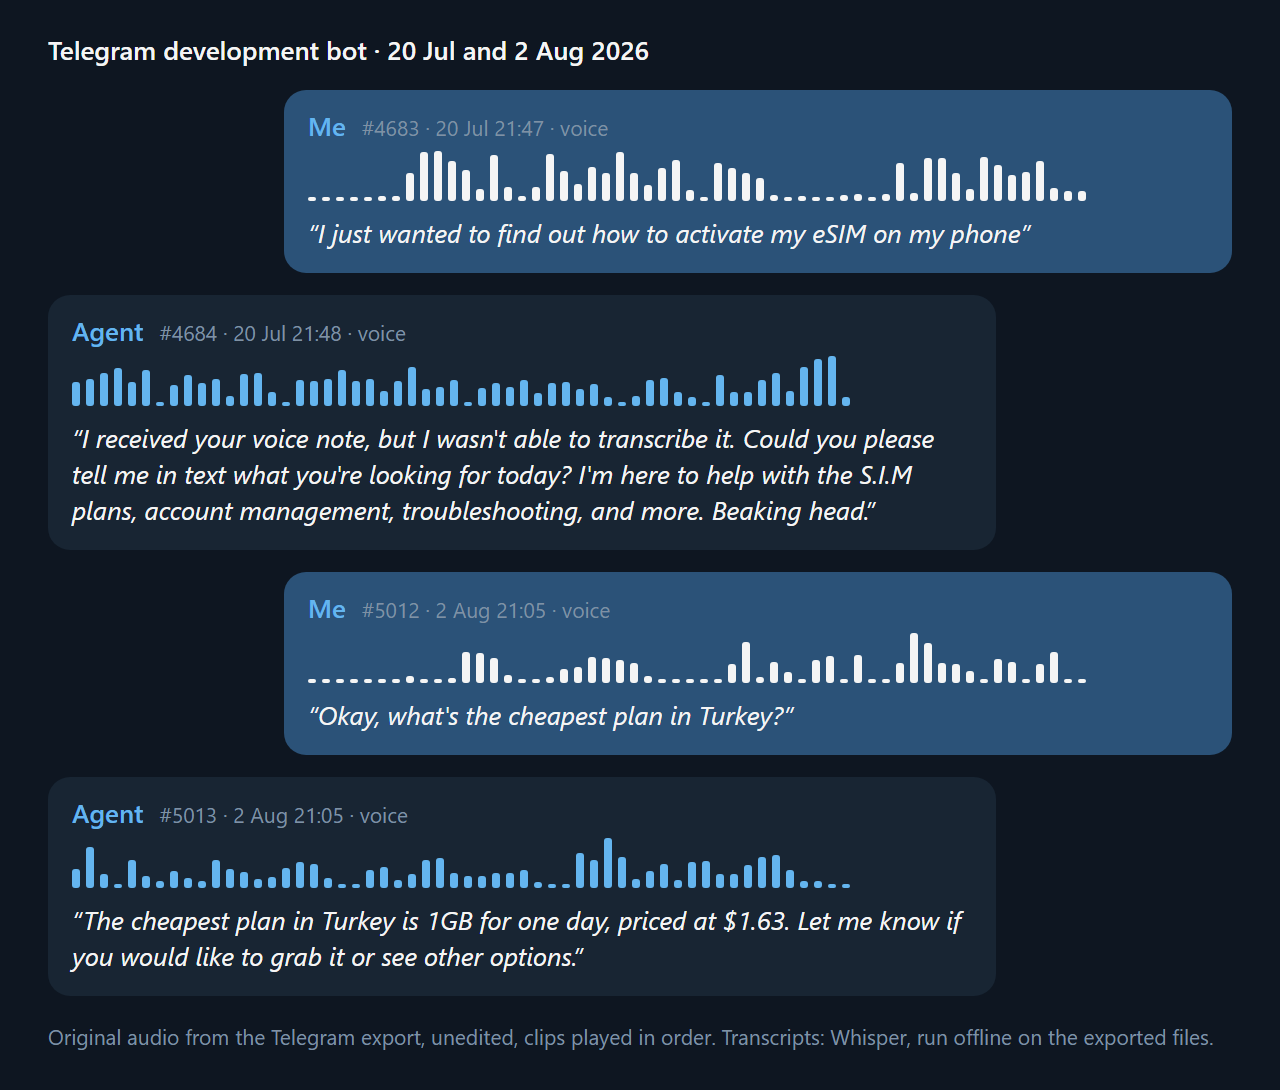 Telegram development bot · 20 Jul and 2 Aug 2026
Me #4683 · 20 Jul 21:47 · voice
“I just wanted to find out how to activate my eSIM on my phone”
Agent #4684 · 20 Jul 21:48 · voice
“I received your voice note, but I wasn't able to transcribe it. Could you please
tell me in text what you're looking for today? I'm here to help with the S.I.M
plans, account management, troubleshooting, and more. Beaking head.”
Me #5012 · 2 Aug 21:05 · voice
“Okay, what's the cheapest plan in Turkey?”
Agent #5013 · 2 Aug 21:05 · voice
“The cheapest plan in Turkey is 1GB for one day, priced at $1.63. Let me know if
you would like to grab it or see other options.”
Original audio from the Telegram export, unedited, clips played in order. Transcripts: Whisper, run offline on the exported files.